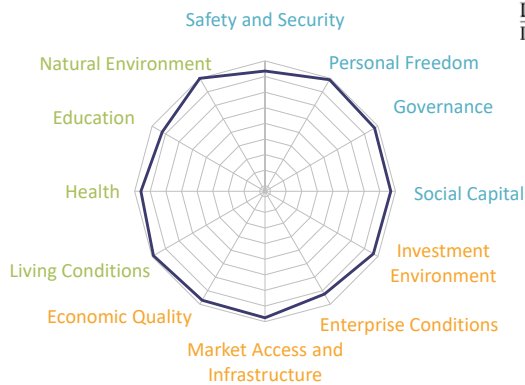 Safety and Security
Natural Environment
Personal Freedom
Education
Governance
Health
Social Capital
Investment
Environment
Living Conditions
Economic Quality
Enterprise Conditions
Market Access and
Infrastructure